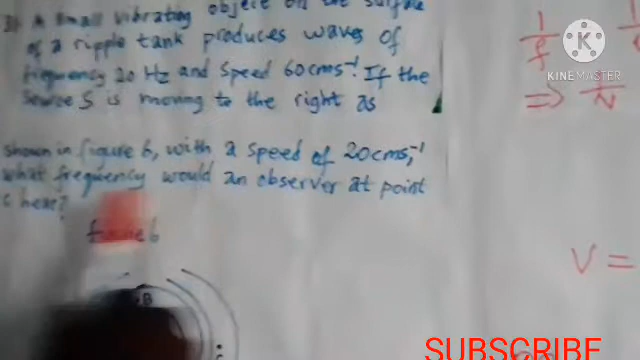 A small vibrating object on the surface
of a ripple tank produces waves of
frequency 20 Hz and speed 60cms⁻¹. If the
source S is moving to the right as
shown in figure 6, with a speed of 20cms,⁻¹
what frequency would an observer at point
c hear?
figure 6
B
c
1
f
KINEMASTER
⇒ 1
N
V =
SUBSCRIBE